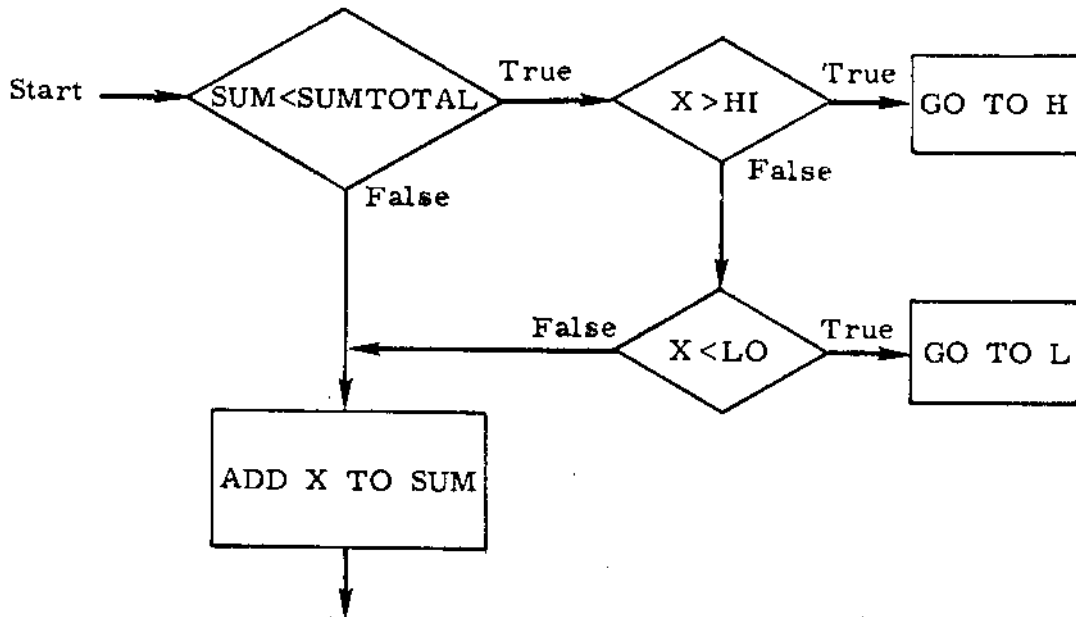 Start
SUM<SUMTOTAL
True
X>HI
True
GO TO H
False
False
X<LO
False
True
GO TO L
ADD X TO SUM